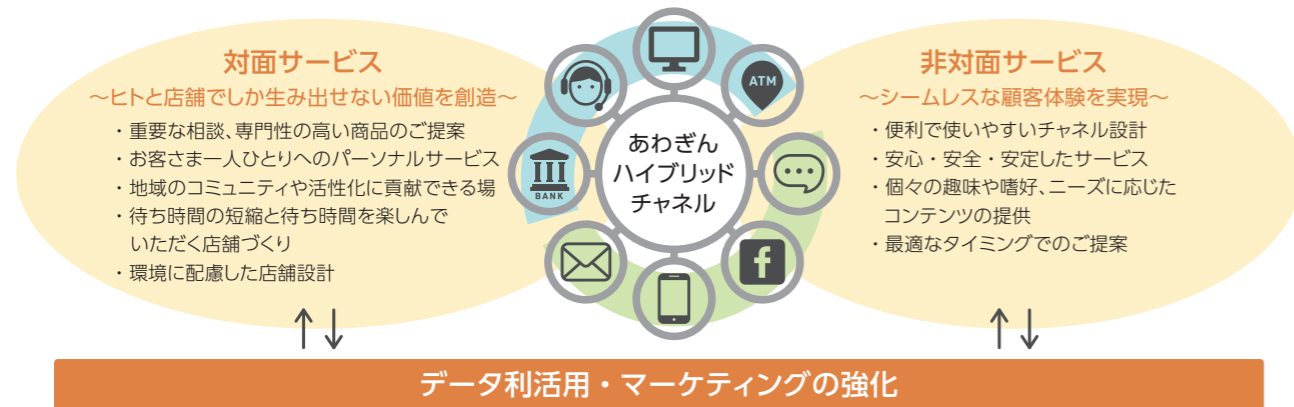 対面サービス
～ヒトと店舗でしか生み出せない価値を創造～
・重要な相談、専門性の高い商品のご提案
・お客さま一人ひとりへのパーソナルサービス
・地域のコミュニティや活性化に貢献できる場
・待ち時間の短縮と待ち時間を楽しんで
いただく店舗づくり
・環境に配慮した店舗設計
ATM
BANK
f
あわぎん
ハイブリッド
チャネル
非対面サービス
～シームレスな顧客体験を実現～
・便利で使いやすいチャネル設計
・安心・安全・安定したサービス
・個々の趣味や嗜好、ニーズに応じた
コンテンツの提供
・最適なタイミングでのご提案
データ利活用・マーケティングの強化